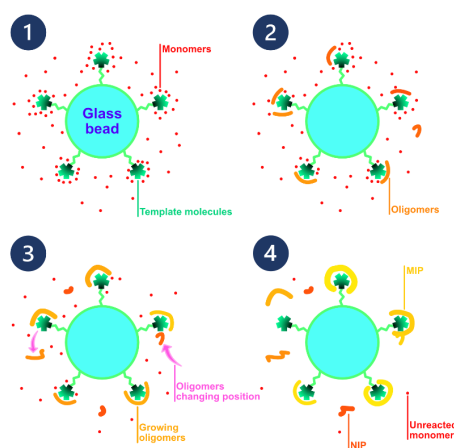 1
2
Monomers
Glass
bead
Template molecules
Oligomers
3
4
MIP
Oligomers
changing position
Growing
oligomers
Unreacted
monomer
NIP